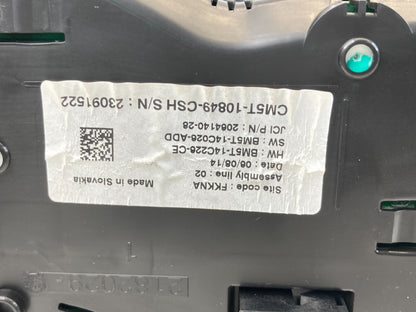 CM5T-10849-CSH S/N : 23091522
JCI P/N : 2084140-28
SW : BM5T-14C026-ADD
HW : BM5T-14C226-CE
Date : 06/08/14
Assembly line : 02
Site code : FKKNA
Made in Slovakia